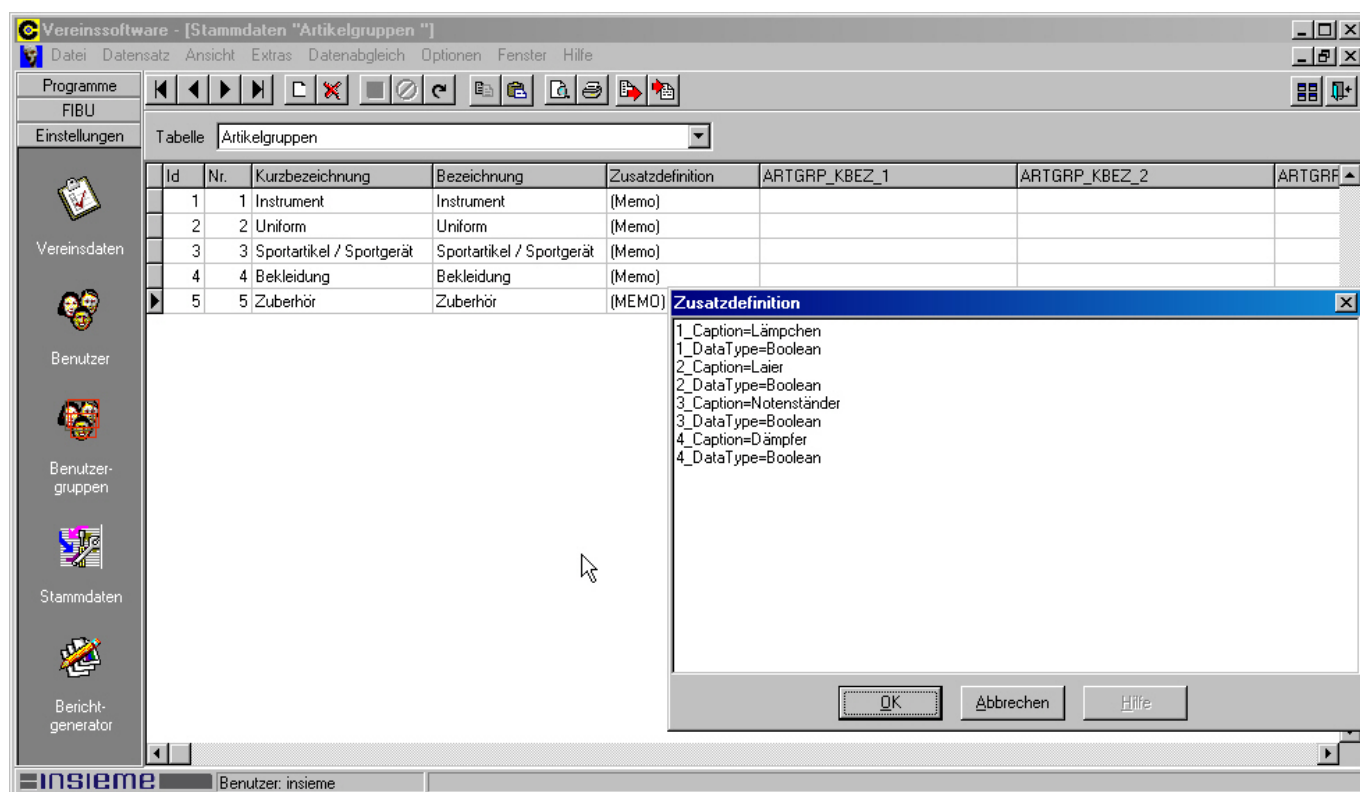 Vereinssoftware - [Stammdaten "Artikelgruppen "]
Datei Datensatz Ansicht Extras Datenabgleich Optionen Fenster Hilfe
Programme
FIBU
Einstellungen
Tabelle Artikelgruppen
Id Nr. Kurzbezeichnung Bezeichnung Zusatzdefinition ARTGRP_KBEZ_1 ARTGRP_KBEZ_2 ARTGRP
1 1 Instrument Instrument (Memo)
2 2 Uniform Uniform (Memo)
3 3 Sportartikel / Sportgerät Sportartikel / Sportgerät (Memo)
4 4 Bekleidung Bekleidung (Memo)
5 5 Zuberhör Zuberhör (MEMO)
Vereinsdaten
Benutzer
Benutzer-
gruppen
Stammdaten
Bericht-
generator
Zusatzdefinition
1_Caption=Lämpchen
1_DataType=Boolean
2_Caption=Laier
2_DataType=Boolean
3_Caption=Notenständer
3_DataType=Boolean
4_Caption=Dämpfer
4_DataType=Boolean
OK Abbrechen Hilfe
INSIEME Benutzer: insieme